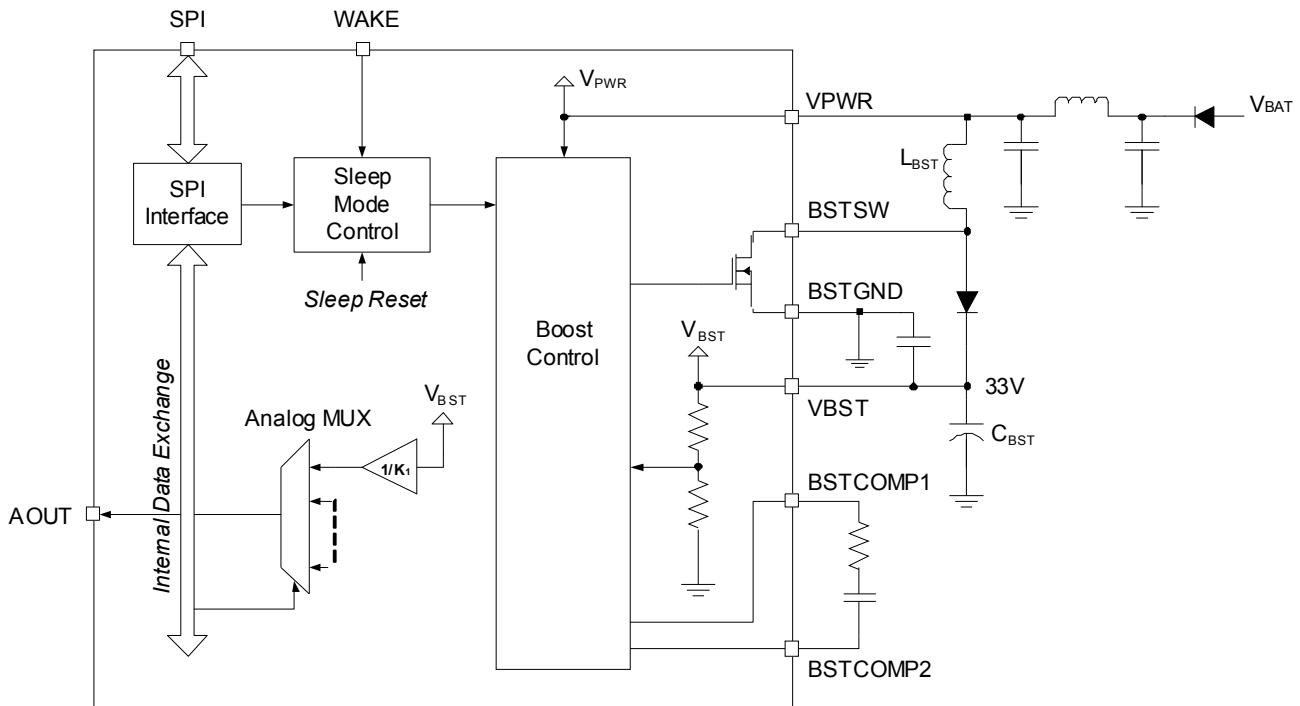 SPI
WAKE
VPWR
VPWR
VBAT
LBST
SPI
Interface
Sleep
Mode
Control
BSTSW
Sleep Reset
BSTGND
Boost
Control
VBST
33V
VBST
CBST
Internal Data Exchange
Analog MUX
VBST
1/K1
BSTCOMP1
AOUT
BSTCOMP2